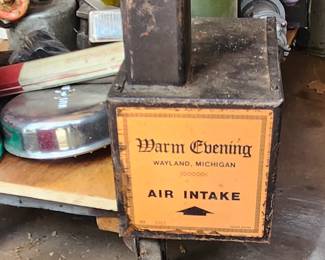 Warm Evening
WAYLAND, MICHIGAN
AIR INTAKE